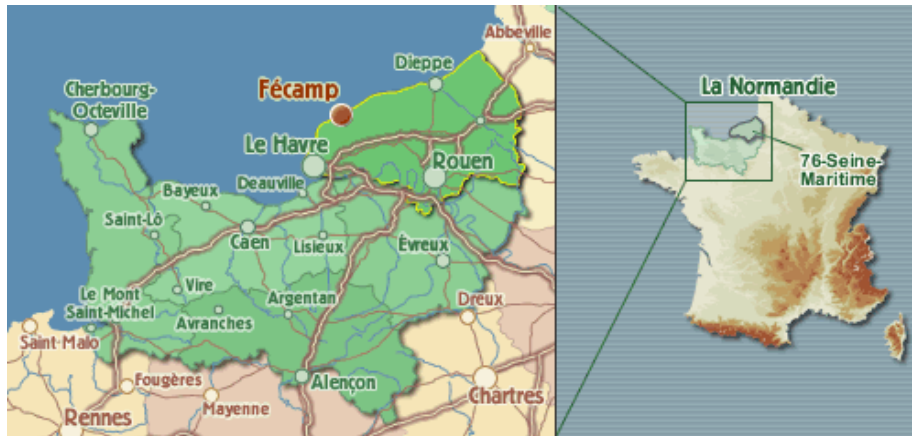 Abbeville
Dieppe
Cherbourg-
Octeville
Fécamp
Le Havre
Rouen
Deauville
Bayeux
Saint-Lô
Caen
Lisieux
Évreux
Vire
Argentan
Le Mont
Saint-Michel
Avranches
Dreux
Saint Malo
Alençon
Fougères
Mayenne
Chartres
Rennes
La Normandie
76-Seine-
Maritime